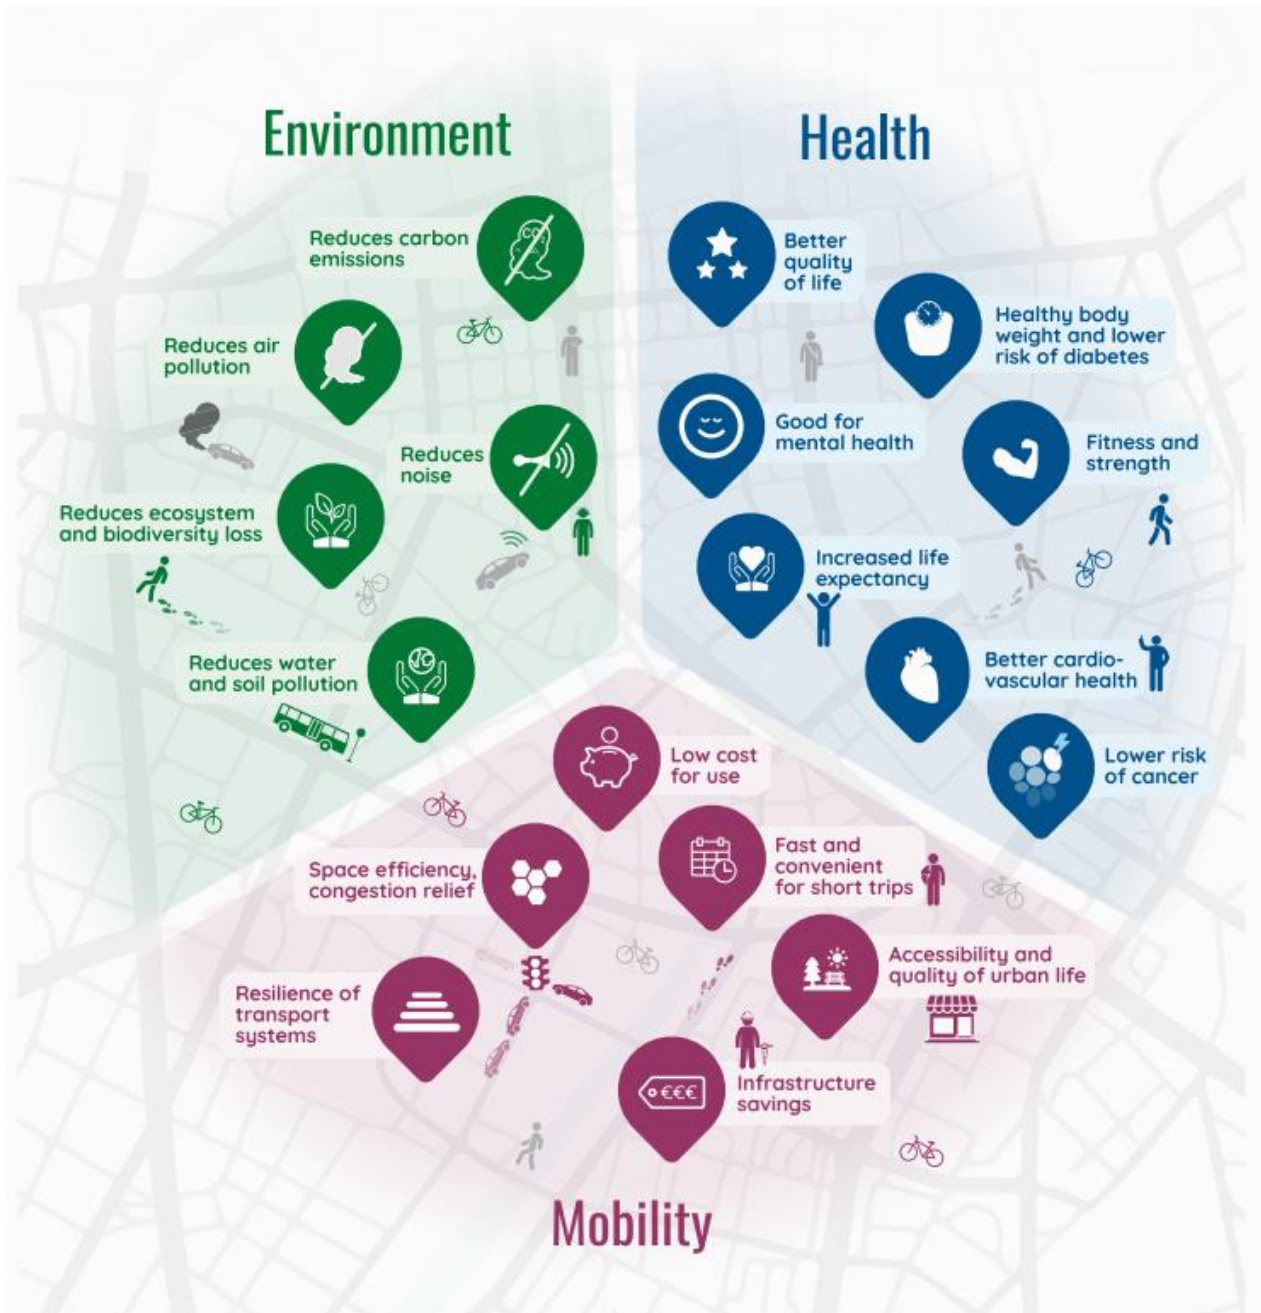 Environment
Reduces carbon
emissions
CO2
Reduces air
pollution
Reduces
noise
Reduces ecosystem
and biodiversity loss
Reduces water
and soil pollution
Health
Better
quality
of life
Healthy body
weight and lower
risk of diabetes
Good for
mental health
Fitness and
strength
Increased life
expectancy
Better cardio-
vascular health
Lower risk
of cancer
Low cost
for use
Space efficiency,
congestion relief
Fast and
convenient
for short trips
Accessibility and
quality of urban life
Resilience of
transport
systems
€€€
Infrastructure
savings
Mobility